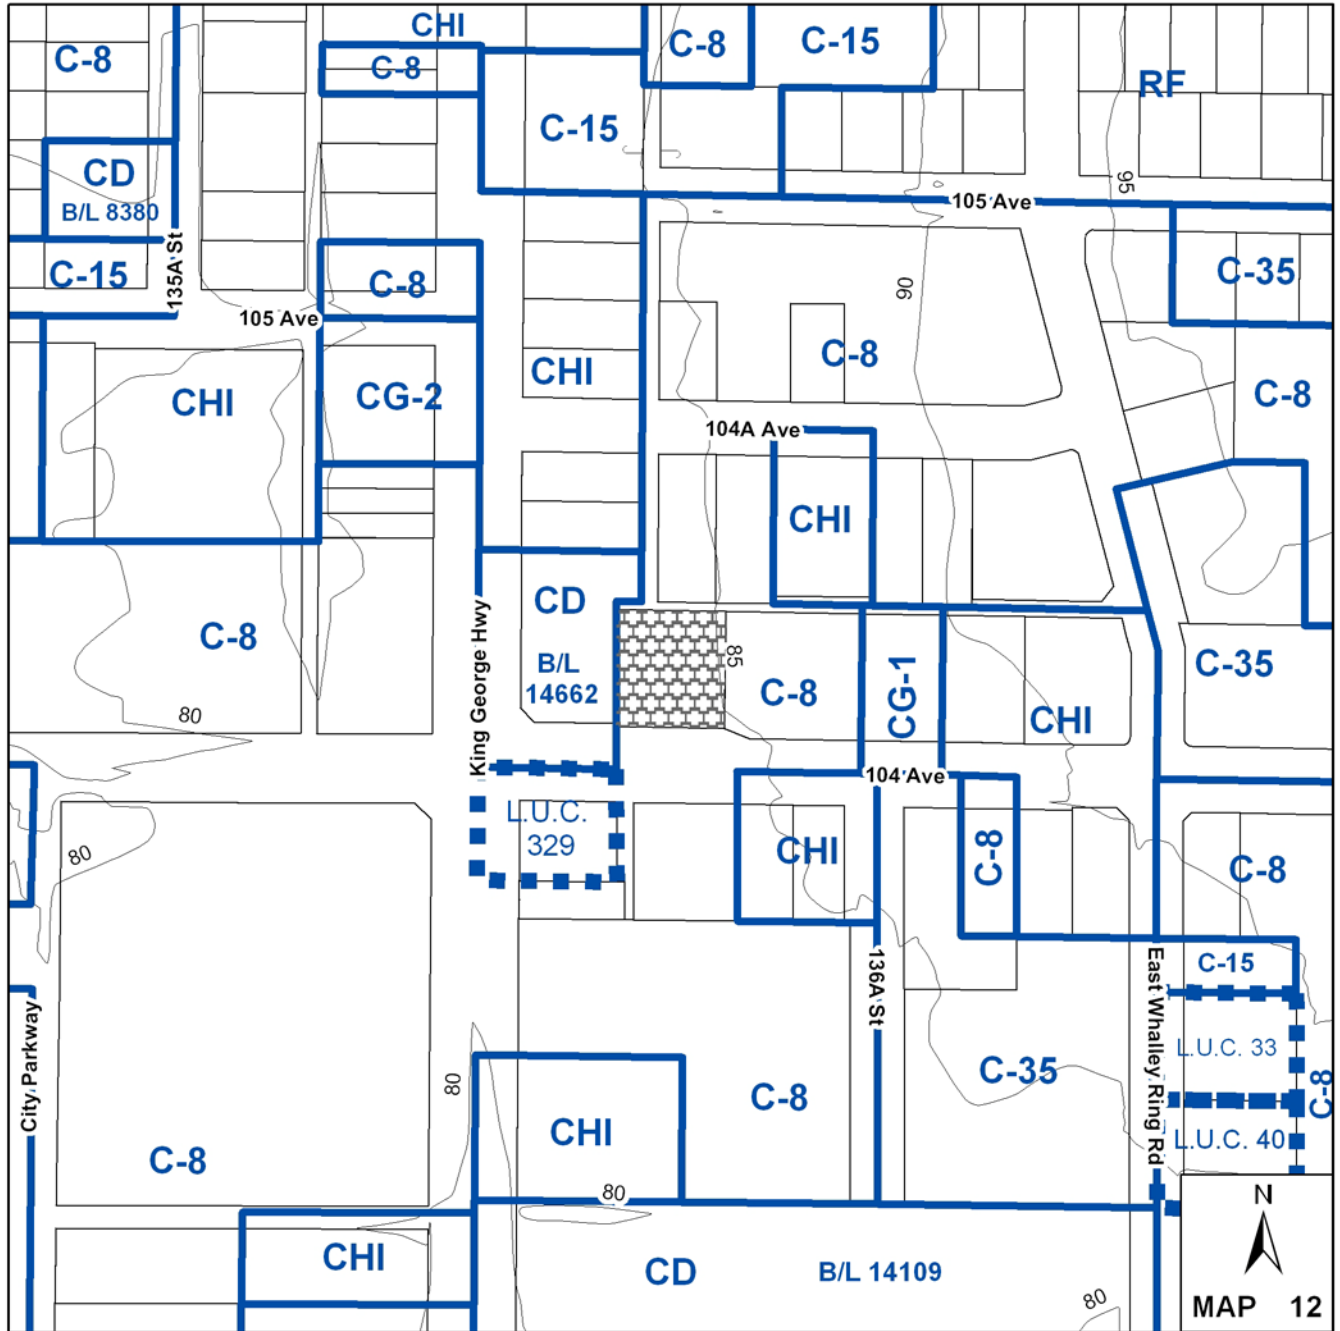 CHI
C-8
C-8
C-8
C-15
RF
C-15
CD
B/L 8380
95
105 Ave
C-15
135A St
C-8
90
C-35
105 Ave
C-8
CHI
CHI
CG-2
C-8
104A Ave
CHI
CD
C-8
King George Hwy
B/L
14662
85
C-8
CG-1
C-35
CHI
80
104 Ave
L.U.C.
329
80
CHI
C-8
C-8
136A St
East Whalley Ring Rd
C-15
City Parkway
L.U.C. 33
80
C-35
C-8
C-8
CHI
L.U.C. 40
C-8
80
N
CHI
CD
B/L 14109
80
MAP 12